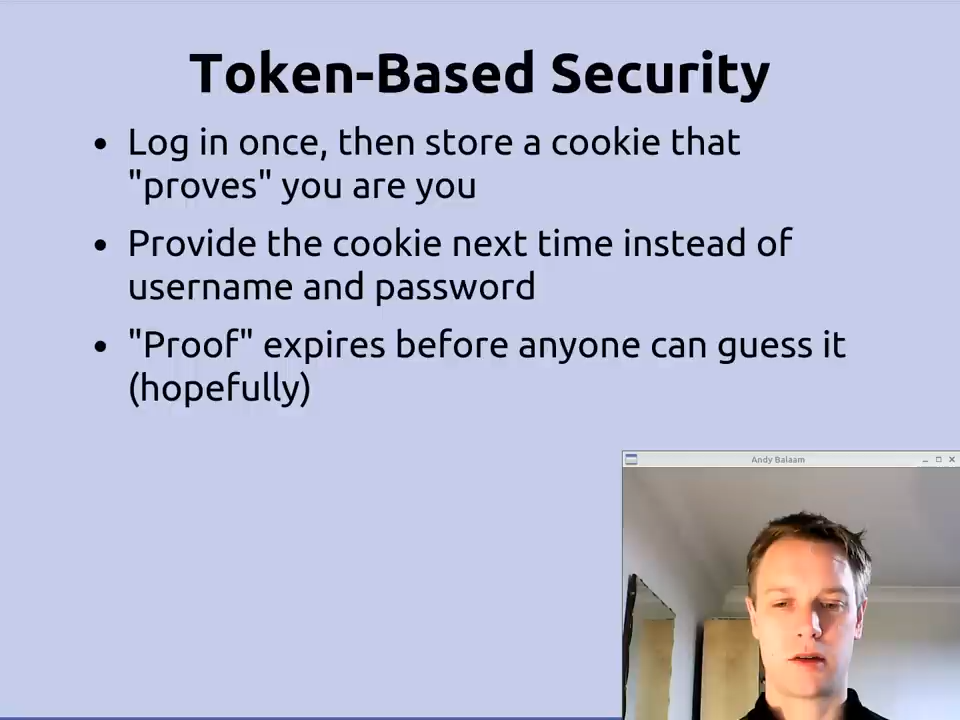 Token-Based Security
• Log in once, then store a cookie that
"proves" you are you
• Provide the cookie next time instead of
username and password
• "Proof" expires before anyone can guess it
(hopefully)
Andy Balaam